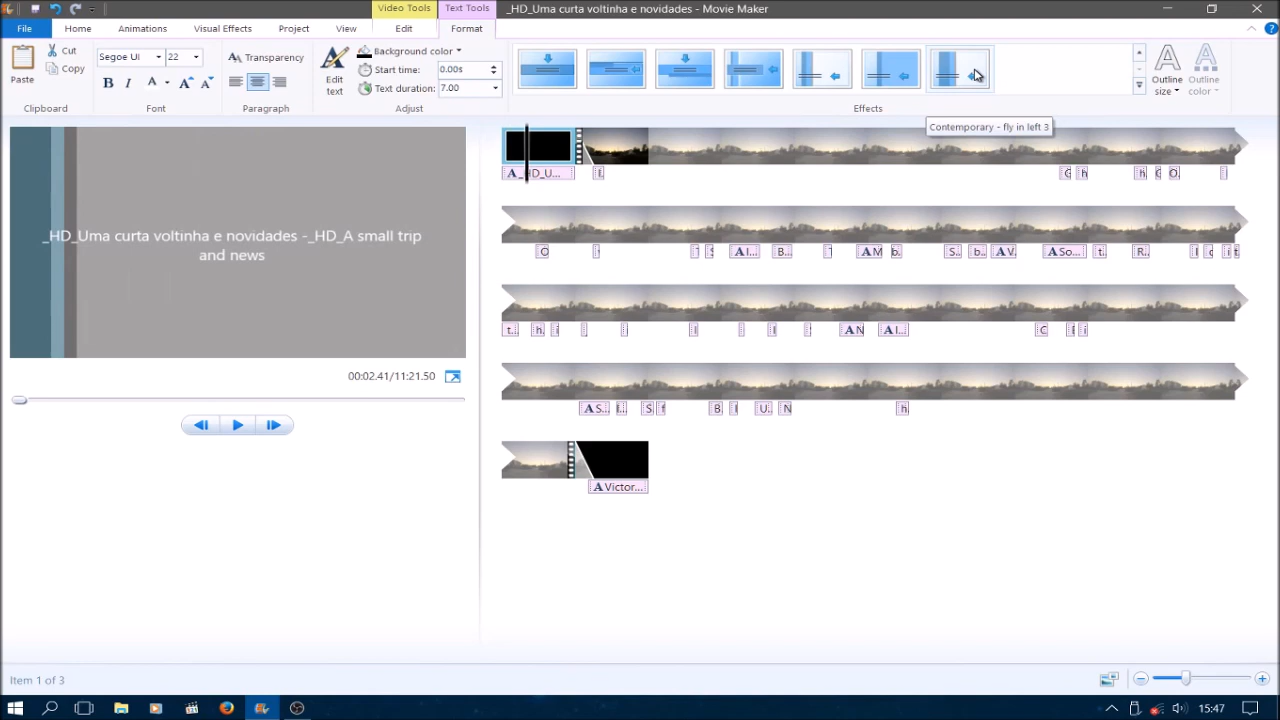 Video Tools
Text Tools
_HD_Uma curta voltinha e novidades - Movie Maker
File
Home
Animations
Visual Effects
Project
View
Edit
Format
Paste
Cut
Copy
Clipboard
Segoe UI
22
B
I
A
A
A
Font
Transparency
Paragraph
Edit
text
Background color
Start time:
0.00s
Text duration:
7.00
Adjust
Effects
Outline
size
Outline
color
Contemporary - fly in left 3
_HD_Uma curta voltinha e novidades -_HD_A small trip
and news
00:02.41/11:21.50
A _HD_U...
I.
G
h
h
O.
O
S
A I...
B...
A M
b.
S..
b..
A V.
A So...
t..
R..
t..
h.
i
I
I
A N
A I...
C
A S...
I...
S
f
B
I
U..
N
h
A Victor...
Item 1 of 3
15:47